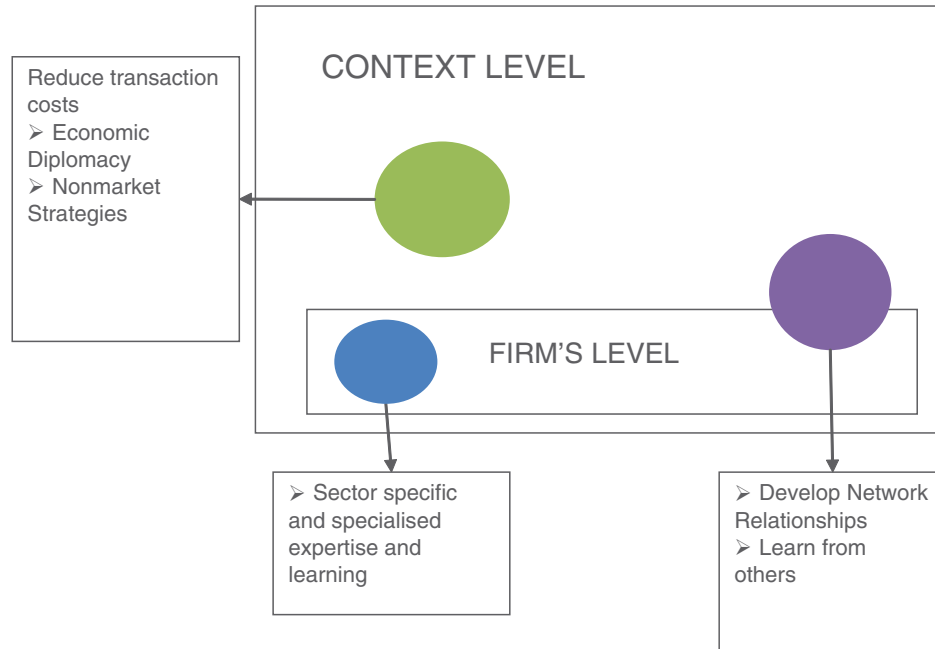 CONTEXT LEVEL
Reduce transaction
costs
➢ Economic
Diplomacy
➢ Nonmarket
Strategies
FIRM'S LEVEL
➢ Sector specific
and specialised
expertise and
learning
➢ Develop Network
Relationships
➢ Learn from
others